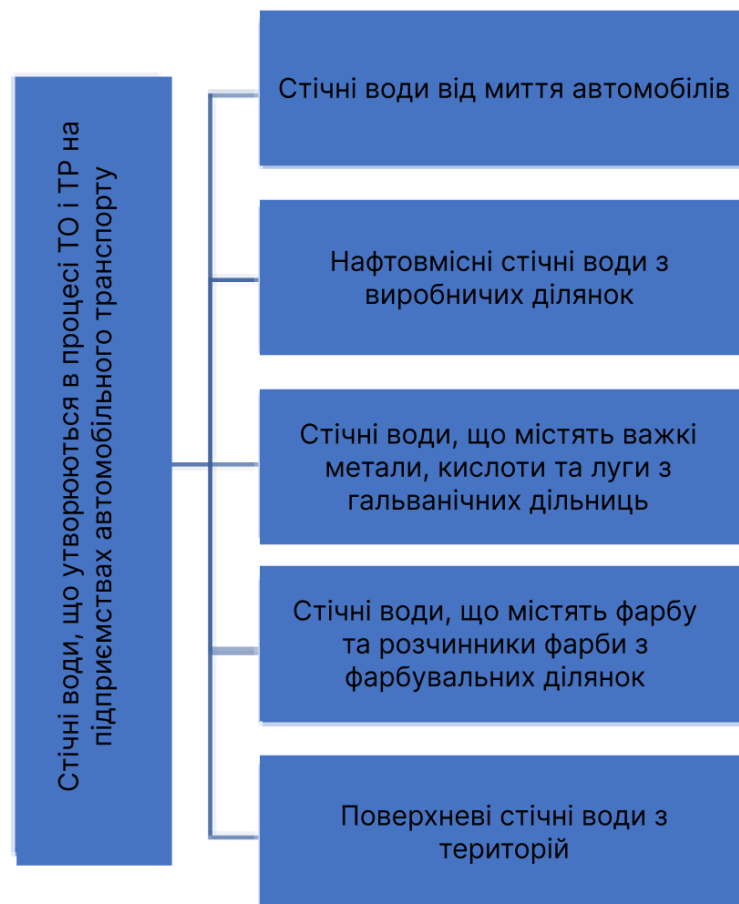 Стічні води, що утворюються в процесі ТО і ТР на
підприємствах автомобільного транспорту
Стічні води від миття автомобілів
Нафтовмісні стічні води з
виробничих ділянок
Стічні води, що містять важкі
метали, кислоти та луги з
гальванічних дільниць
Стічні води, що містять фарбу
та розчинники фарби з
фарбувальних ділянок
Поверхневі стічні води з
територій